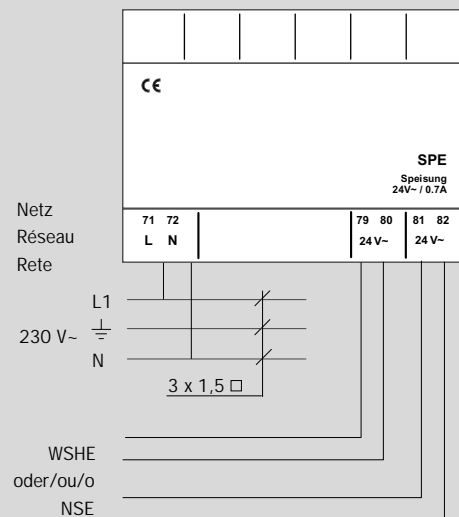 CE
SPE
Speisung
24V~ / 0.7A
Netz
Réseau
Rete
71 72 79 80 81 82
L N 24 V~ 24 V~
L1
230 V~
N
3 x 1,5 □
WSHE
oder/ou/o
NSE